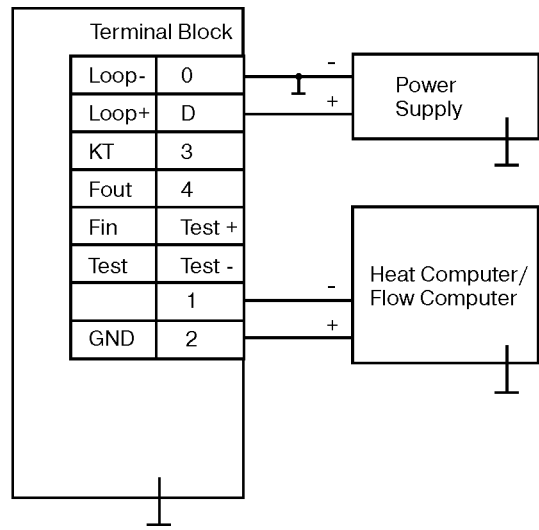 Terminal Block
Loop- 0
Loop+ D
KT 3
Fout 4
Fin Test +
Test Test -
1
GND 2
-
+
Power
Supply
-
+
Heat Computer/
Flow Computer